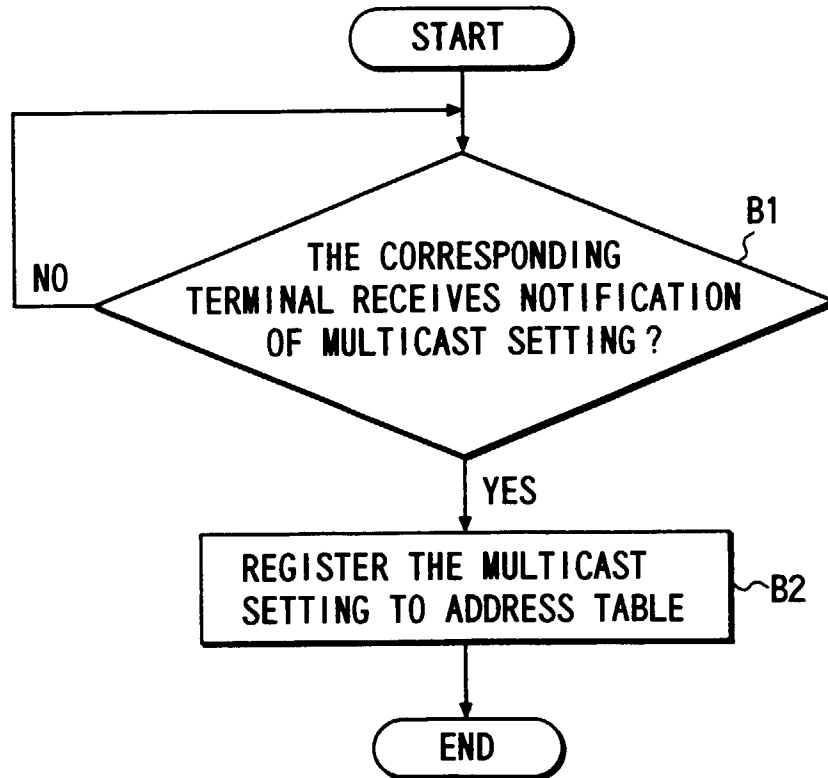 START
B1
THE CORRESPONDING
TERMINAL RECEIVES NOTIFICATION
OF MULTICAST SETTING?
NO
YES
REGISTER THE MULTICAST
SETTING TO ADDRESS TABLE
B2
END